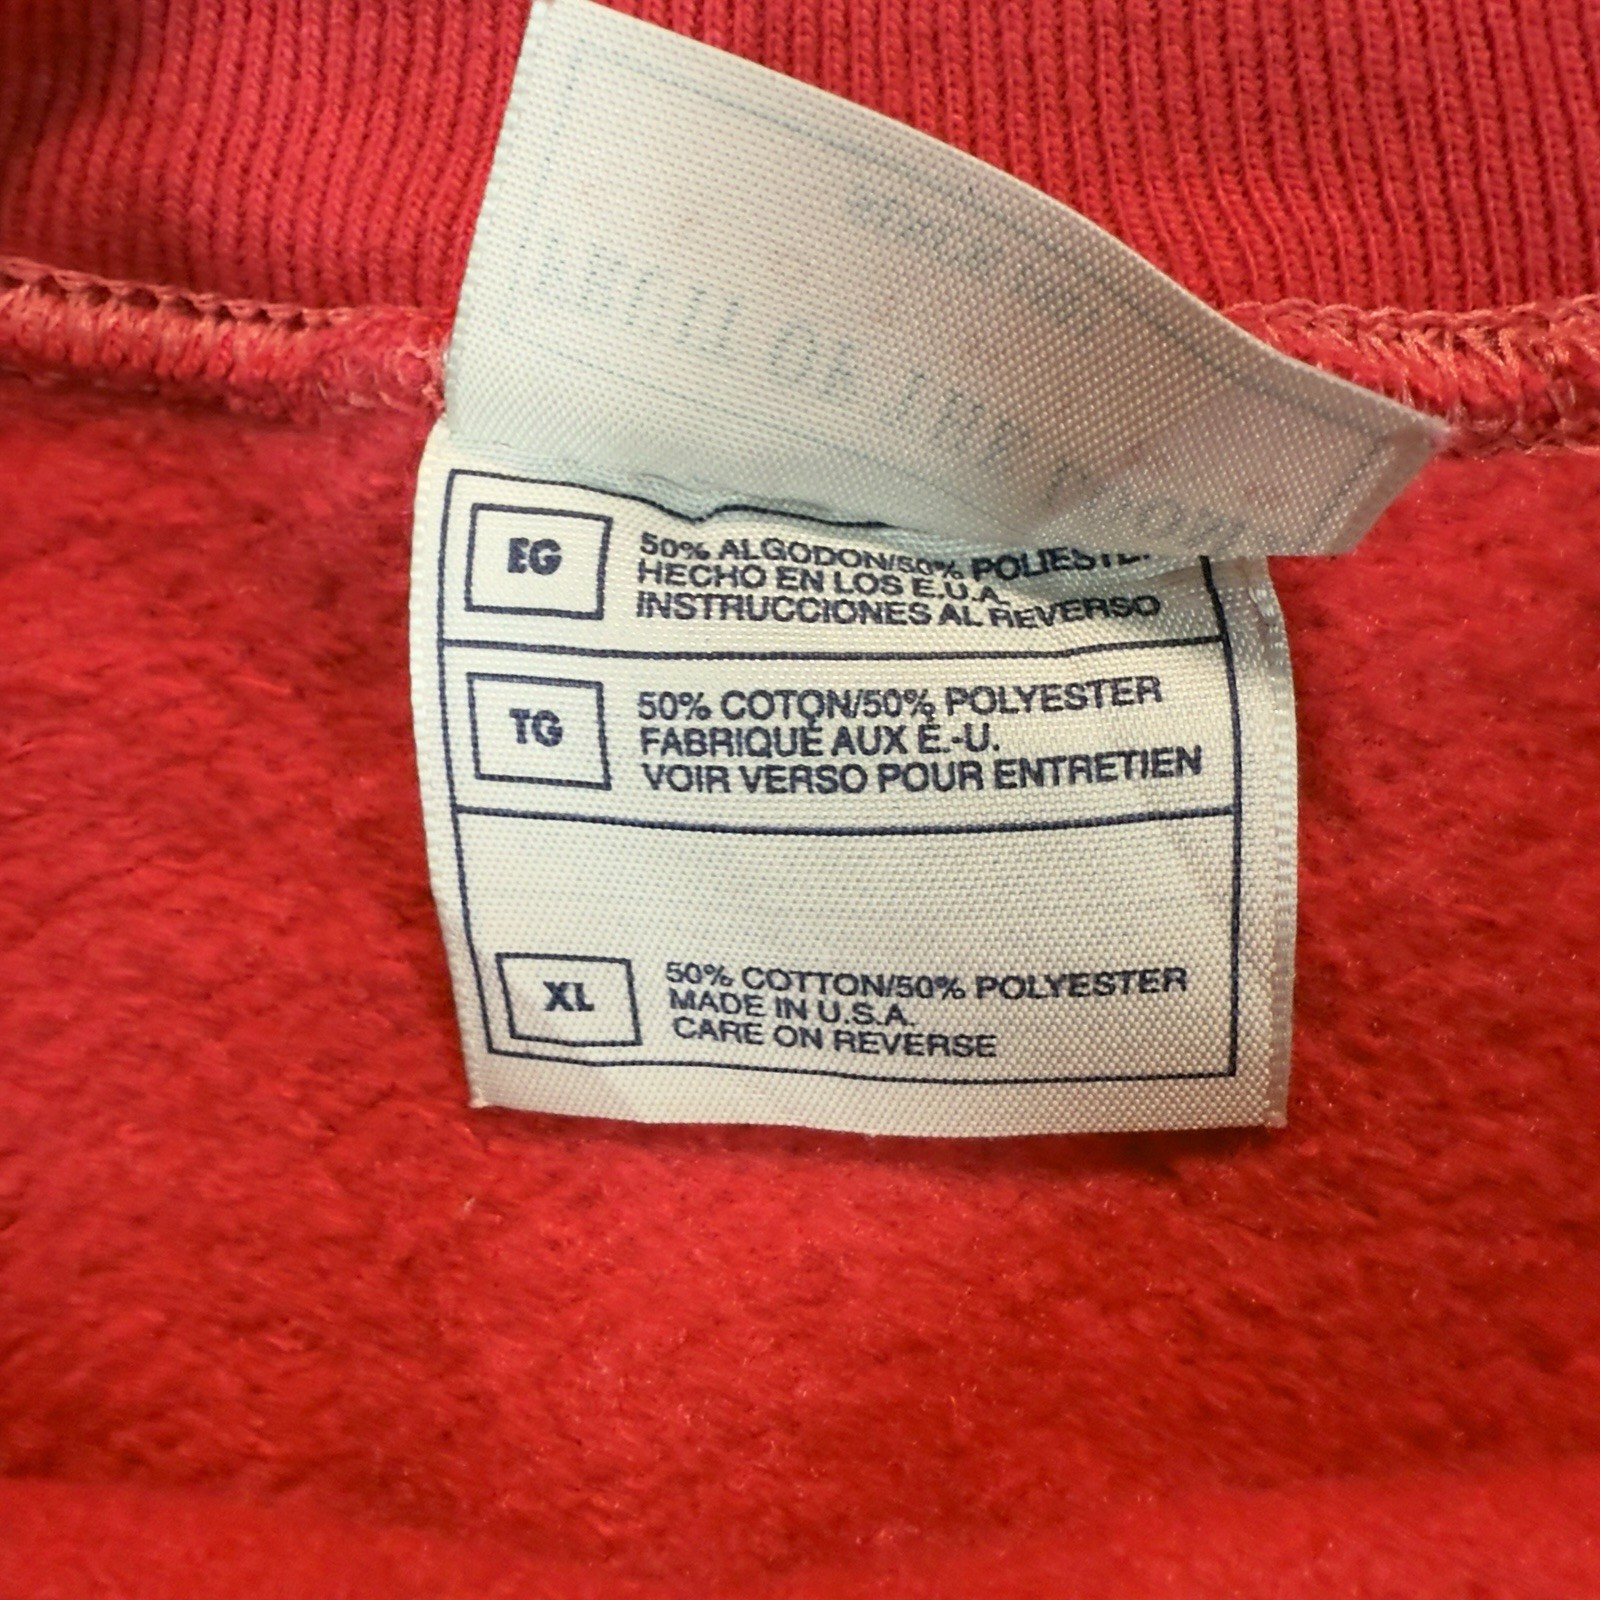 EG
50% ALGODON/50% POLIESTE
HECHO EN LOS E.U.A.
INSTRUCCIONES AL REVERSO
TG
50% COTON/50% POLYESTER
FABRIQUÉ AUX É.-U.
VOIR VERSO POUR ENTRETIEN
XL
50% COTTON/50% POLYESTER
MADE IN U.S.A.
CARE ON REVERSE